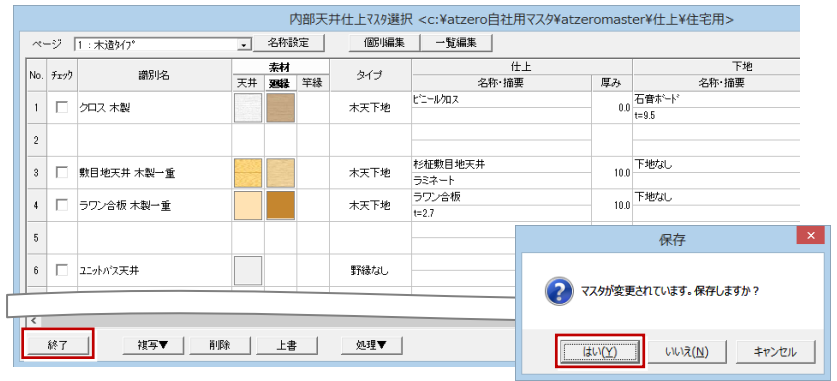 内部天井仕上マスタ選択 <c:¥atzero自社用マスタ¥atzeromaster¥仕上¥住宅用>
ページ 1：木造タイプ 名称設定 個別編集 一覧編集
No. チェック 識別名 素材 タイプ 仕上 下地
天井 廻縁 竿縁 名称・摘要 厚み 名称・摘要
1 クロス 木製 木天下地 ビニールクロス 0.0 石膏ボード
t=9.5
2
3 敷目地天井 木製一重 木天下地 杉柾敷目地天井 10.0 下地なし
ラミネート
4 ラワン合板 木製一重 木天下地 ラワン合板 10.0 下地なし
t=2.7
5
6 ユニットバス天井 野縁なし
保存
マスタが変更されています。保存しますか？
はい(Y) いいえ(N) キャンセル
終了 複写▼ 削除 上書 処理▼